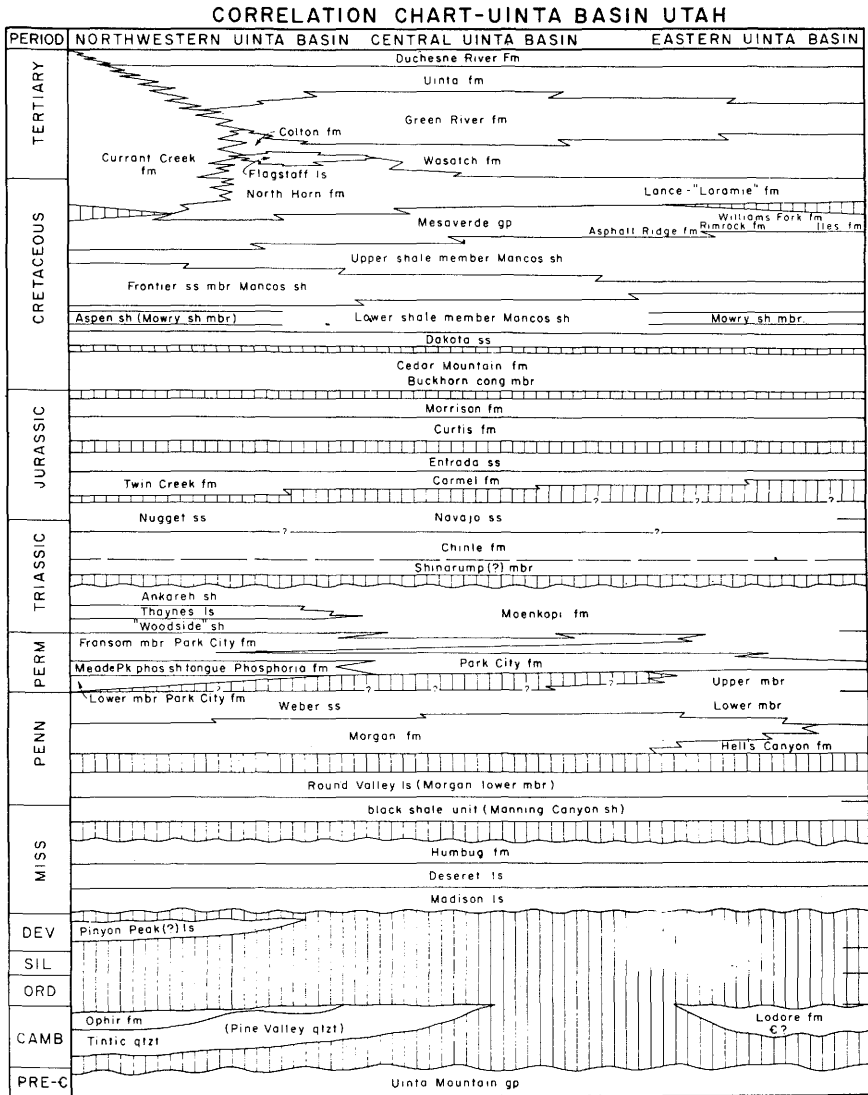 CORRELATION CHART-UINTA BASIN UTAH
PERIOD NORTHWESTERN UINTA BASIN CENTRAL UINTA BASIN EASTERN UINTA BASIN
TERTIARY
Duchesne River Fm
Uinta fm
Green River fm
Colton fm
Currant Creek
fm
Wasatch fm
Flagstaff ls
CRETACEOUS
North Horn fm
Lance-"Laramie" fm
Williams Fork fm
Mesaverde gp
Asphalt Ridge fm
Rimrock fm
Iles fm
Upper shale member Mancos sh
Frontier ss mbr Mancos sh
Aspen sh (Mowry sh mbr)
Lower shale member Mancos sh
Mowry sh mbr.
Dakota ss
Cedar Mountain fm
Buckhorn cong mbr
JURASSIC
Morrison fm
Curtis fm
Entrada ss
Twin Creek fm
Carmel fm
? ? ?
TRIASSIC
Nugget ss
Navajo ss
? ?
Chinle fm
Shinarump(?) mbr
Ankareh sh
Thaynes ls
Moenkopi fm
"Woodside" sh
PERM
Fransom mbr Park City fm
MeadePk phos sh tongue Phosphoria fm
Park City fm
Upper mbr
? ? ? ? ?
Lower mbr Park City fm
PENN
Weber ss
Lower mbr
Morgan fm
Hell's Canyon fm
Round Valley ls (Morgan lower mbr)
MISS
black shale unit (Manning Canyon sh)
Humbug fm
Deseret ls
Madison ls
DEV
Pinyon Peak(?) ls
SIL
ORD
CAMB
Ophir fm
(Pine Valley qtzt)
Tintic qtzt
Lodore fm
Є?
PRE-Є
Uinta Mountain gp